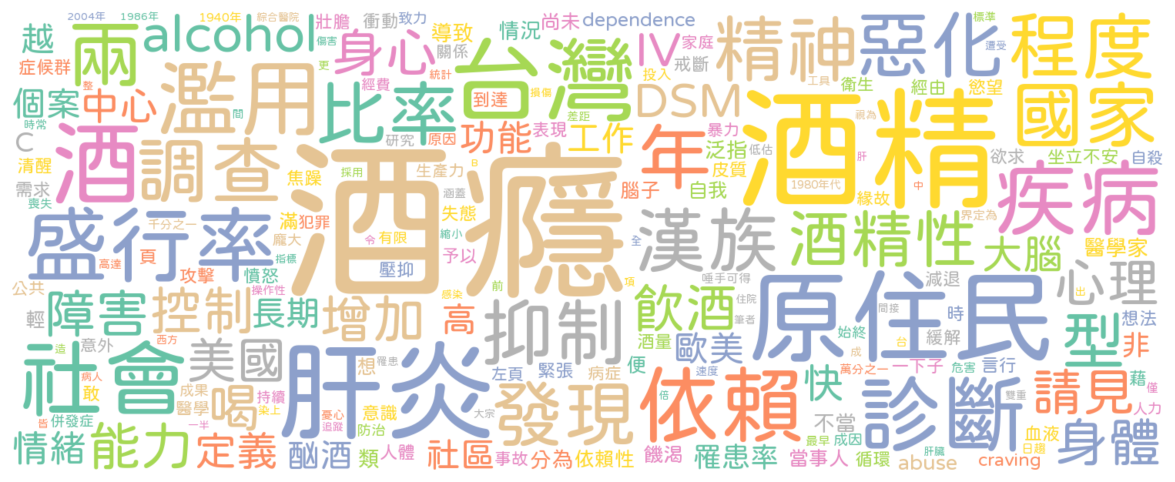 2004年 1986年 1940年 綜合醫院 壯膽 衝動 致力 尚未 dependence 標準
越 兩 alcohol 傷害 身心 導致 情況 台灣 IV 家庭 精神 惡化 遭受 程度
症候群 更 關係 戒斷
整 濫用 經費 統計 投入 DSM 工具 衛生 經由 慾望 國家
個案 中心 比率 到達 損傷 差距
時常 間 研究 原因 功能 表現 工作 年 暴力 親為 酒精
C 酒 調查 皮質 泛指 低估 肝 欲求 坐立不安 自殺
清醒 焦躁 採用 生產力 B 腦子 自我 1980年代 中 疾病
需求 酒癮 涵蓋 緣故
喪失 千分之一 滿 犯罪 失態 漢族 酒精性 界定為 大腦
盛行率 龐大 令 有限 縮小 全 醫學家
高達 頁 指標 憤怒 予以
攻擊 壓抑 感染 前 項 唾手可得 減退 心理
公共 操作性 飲酒 住院 原住民 間接 出
輕 障害 控制 長期 增加 高 抑制 筆者 時 想法
造 意外 西方 美國 酒量 歐美 始終 台 緩解 型 非
社會 想 罹患 肝炎 左頁 緊張 便 速度 成 萬分之一 一下子 危害 言行 藉
病人 敢 成果 喝 持續 病症 發現 依賴 倍 快 診斷 雙重 請見 僅
皆 併發症 醫學 染上 憂心 意識 大宗 不當 人力
一半 追蹤 防治 最早 成因 血液 身體
情緒 能力 定義 酗酒 類 人體 社區 事故 分為 依賴性 饑渴 罹患率 當事人 循環 肝臟 日趨
abuse craving